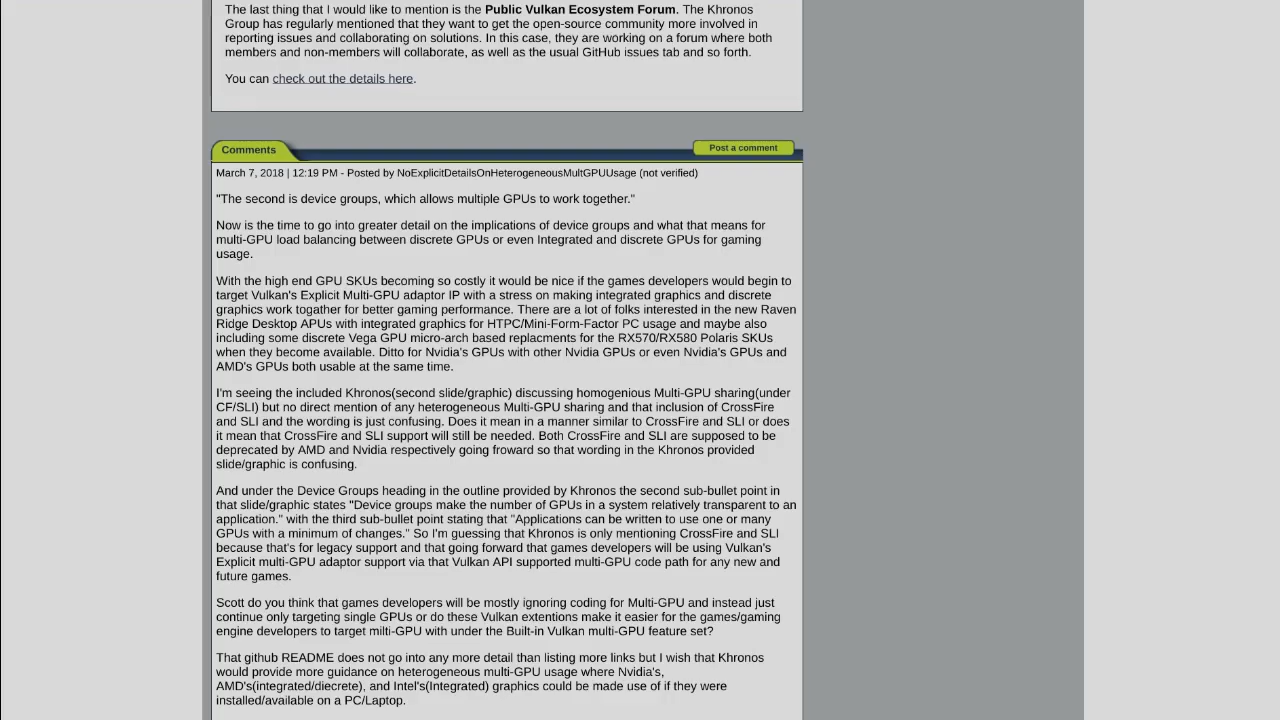 The last thing that I would like to mention is the Public Vulkan Ecosystem Forum. The Khronos
Group has regularly mentioned that they want to get the open-source community more involved in
reporting issues and collaborating on solutions. In this case, they are working on a forum where both
members and non-members will collaborate, as well as the usual GitHub issues tab and so forth.
You can check out the details here.
Comments
Post a comment
March 7, 2018 | 12:19 PM - Posted by NoExplicitDetailsOnHeterogeneousMultGPUUsage (not verified)
"The second is device groups, which allows multiple GPUs to work together."
Now is the time to go into greater detail on the implications of device groups and what that means for
multi-GPU load balancing between discrete GPUs or even Integrated and discrete GPUs for gaming
usage.
With the high end GPU SKUs becoming so costly it would be nice if the games developers would begin to
target Vulkan's Explicit Multi-GPU adaptor IP with a stress on making integrated graphics and discrete
graphics work together for better gaming performance. There are a lot of folks interested in the new Raven
Ridge Desktop APUs with integrated graphics for HTPC/Mini-Form-Factor PC usage and maybe also
including some discrete Vega GPU micro-arch based replacments for the RX570/RX580 Polaris SKUs
when they become available. Ditto for Nvidia's GPUs with other Nvidia GPUs or even Nvidia's GPUs and
AMD's GPUs both usable at the same time.
I'm seeing the included Khronos(second slide/graphic) discussing homogenious Multi-GPU sharing(under
CF/SLI) but no direct mention of any heterogeneous Multi-GPU sharing and that inclusion of CrossFire
and SLI and the wording is just confusing. Does it mean in a manner similar to CrossFire and SLI or does
it mean that CrossFire and SLI support will still be needed. Both CrossFire and SLI are supposed to be
deprecated by AMD and Nvidia respectively going froward so that wording in the Khronos provided
slide/graphic is confusing.
And under the Device Groups heading in the outline provided by Khronos the second sub-bullet point in
that slide/graphic states "Device groups make the number of GPUs in a system relatively transparent to an
application." with the third sub-bullet point stating that "Applications can be written to use one or many
GPUs with a minimum of changes." So I'm guessing that Khronos is only mentioning CrossFire and SLI
because that's for legacy support and that going forward that games developers will be using Vulkan's
Explicit multi-GPU adaptor support via that Vulkan API supported multi-GPU code path for any new and
future games.
Scott do you think that games developers will be mostly ignoring coding for Multi-GPU and instead just
continue only targeting single GPUs or do these Vulkan extentions make it easier for the games/gaming
engine developers to target milti-GPU with under the Built-in Vulkan multi-GPU feature set?
That github README does not go into any more detail than listing more links but I wish that Khronos
would provide more guidance on heterogeneous multi-GPU usage where Nvidia's,
AMD's(integrated/diecrete), and Intel's(Integrated) graphics could be made use of if they were
installed/available on a PC/Laptop.